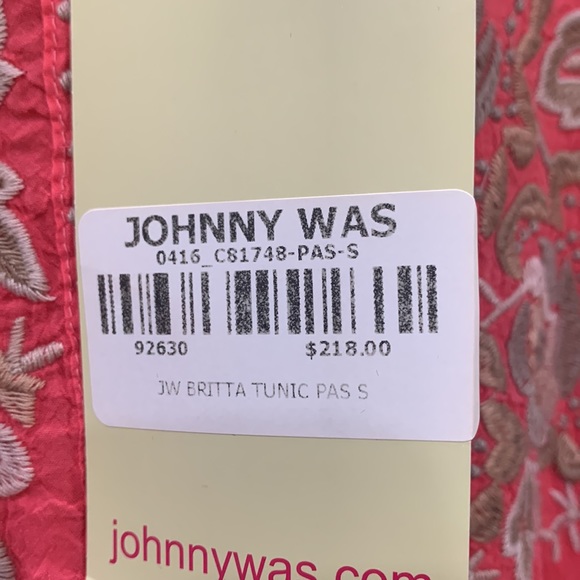 JOHNNY WAS
0416_C81748-PAS-S
92630 $218.00
JW BRITTA TUNIC PAS S
johnnywas.com